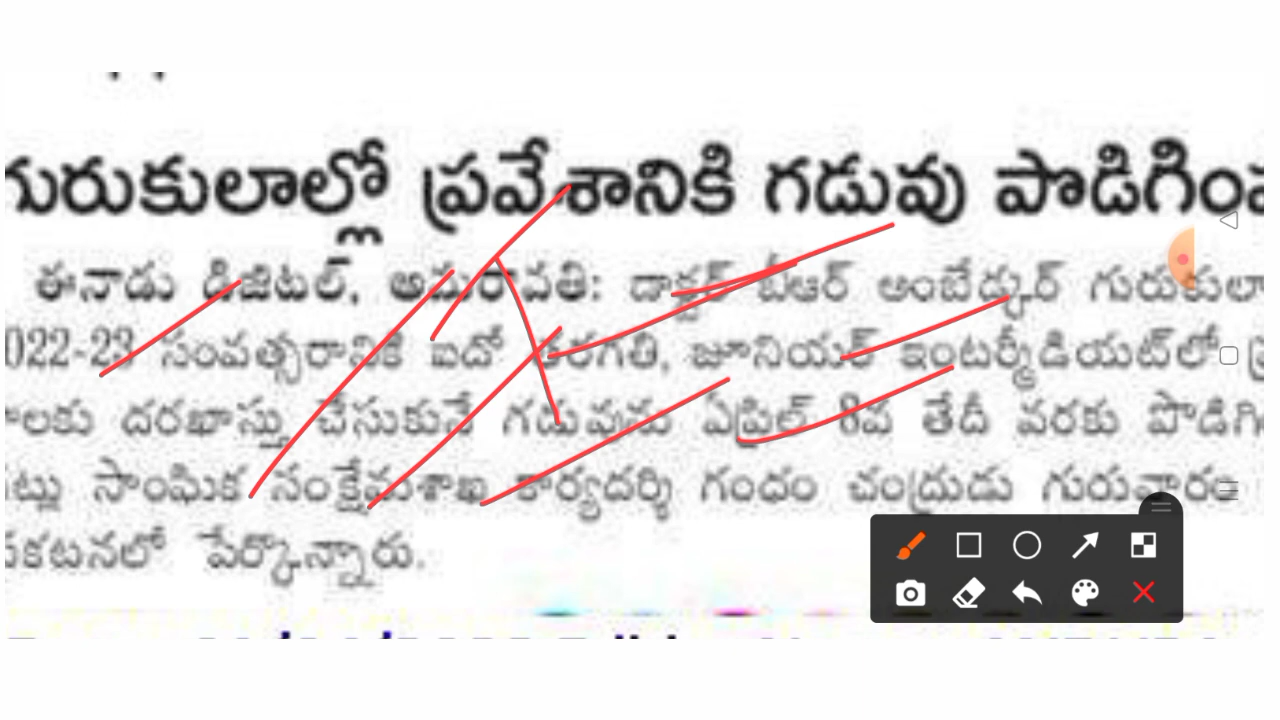 గురుకులాల్లో ప్రవేశానికి గడువు పొడిగింపు
ఈనాడు డిజిటల్, అమరావతి: డాక్టర్ బీఆర్ అంబేడ్కర్ గురుకులా
022-23 సంవత్సరానికి ఐదో తరగతి, జూనియర్ ఇంటర్మీడియట్‌లో ప్ర
ాలకు దరఖాస్తు చేసుకునే గడువును ఏప్రిల్ 8వ తేదీ వరకు పొడిగిం
ట్లు సాంఘిక సంక్షేమశాఖ కార్యదర్శి గంధం చంద్రుడు గురువారం
కటనలో పేర్కొన్నారు.